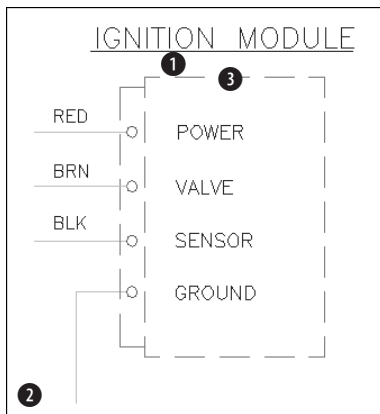 IGNITION MODULE
1
3
RED
POWER
BRN
VALVE
BLK
SENSOR
GROUND
2